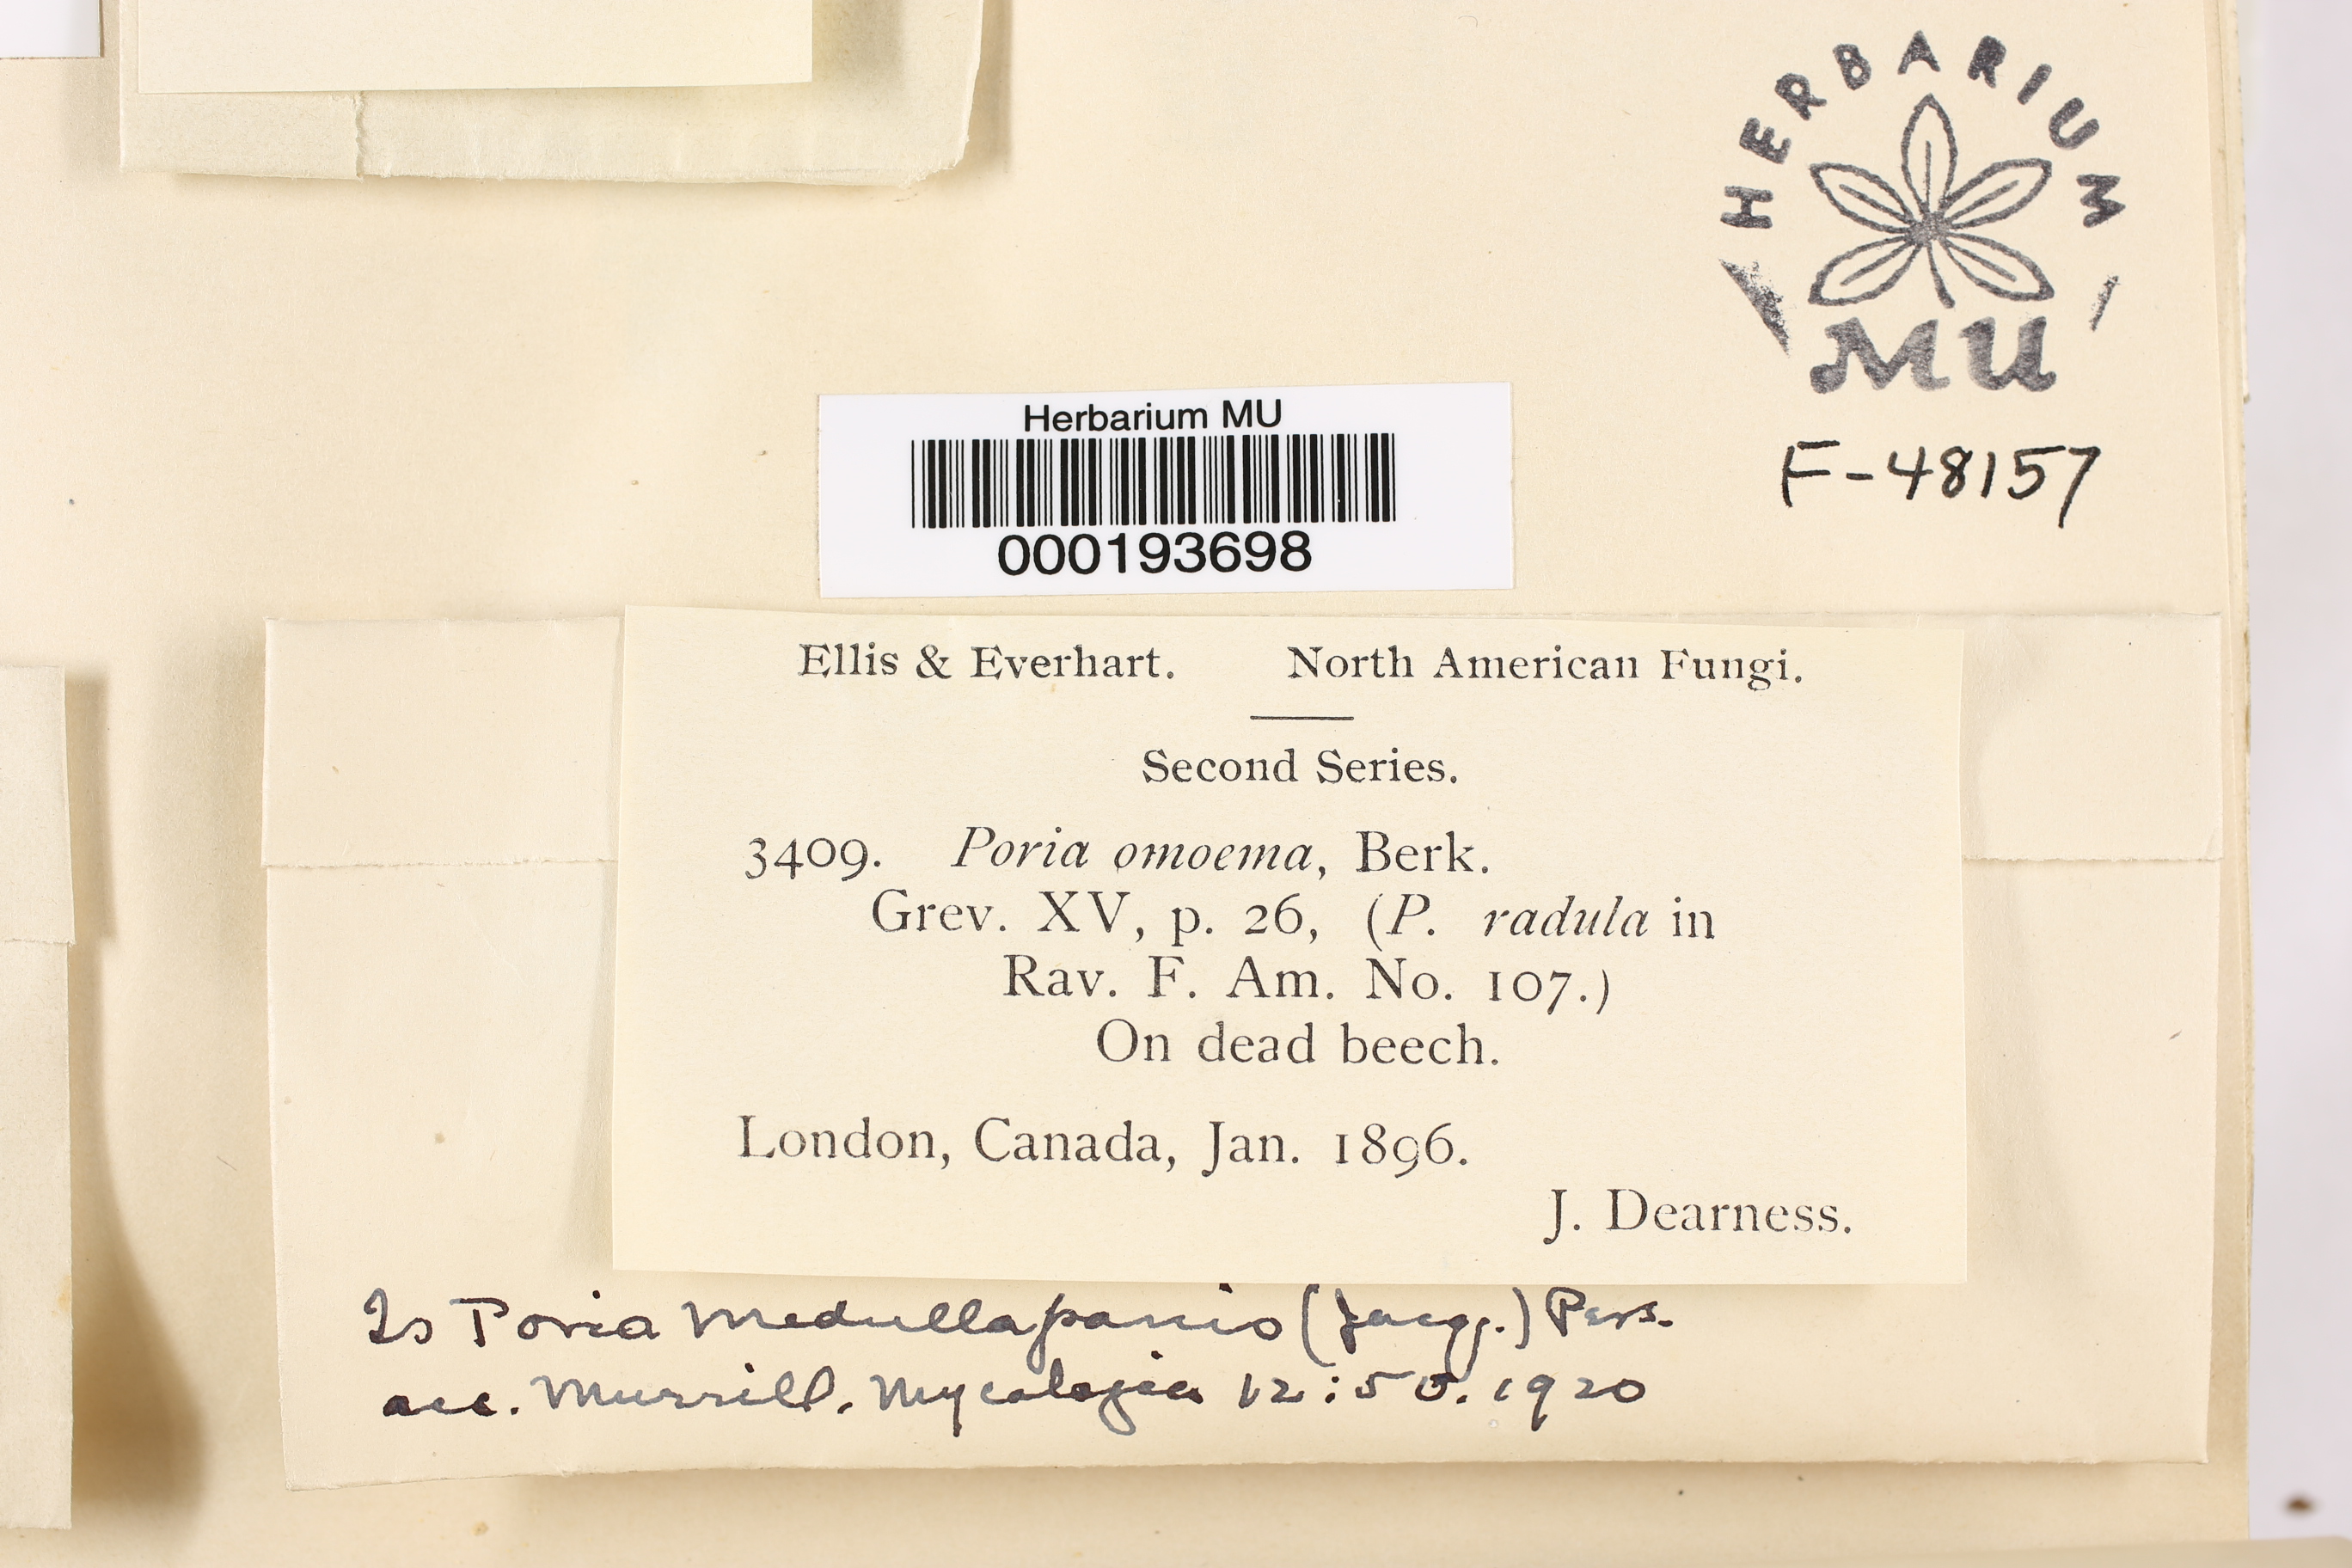 HERBARIUM
MU
F-48157
Herbarium MU
000193698
Ellis & Everhart. North American Fungi.
Second Series.
3409. Poria omoema, Berk.
Grev. XV, p. 26, (P. radula in
Rav. F. Am. No. 107.)
On dead beech.
London, Canada, Jan. 1896.
J. Dearness.
Is Poria medullapanis (Jacq.) Pers.
acc. Murrill. Mycologia 12:50. 1920